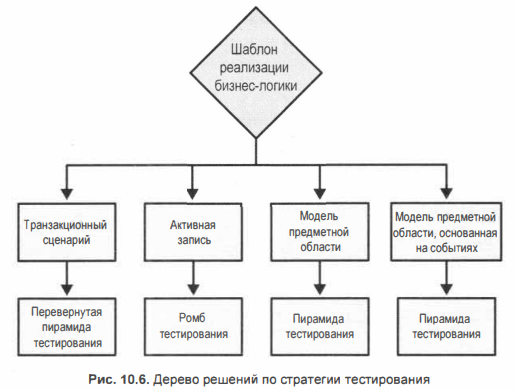 Шаблон
реализации
бизнес-логики
Транзакционный
сценарий
Активная
запись
Модель
предметной
области
Модель предметной
области, основанная
на событиях
Перевернутая
пирамида
тестирования
Ромб
тестирования
Пирамида
тестирования
Пирамида
тестирования
Рис. 10.6. Дерево решений по стратегии тестирования